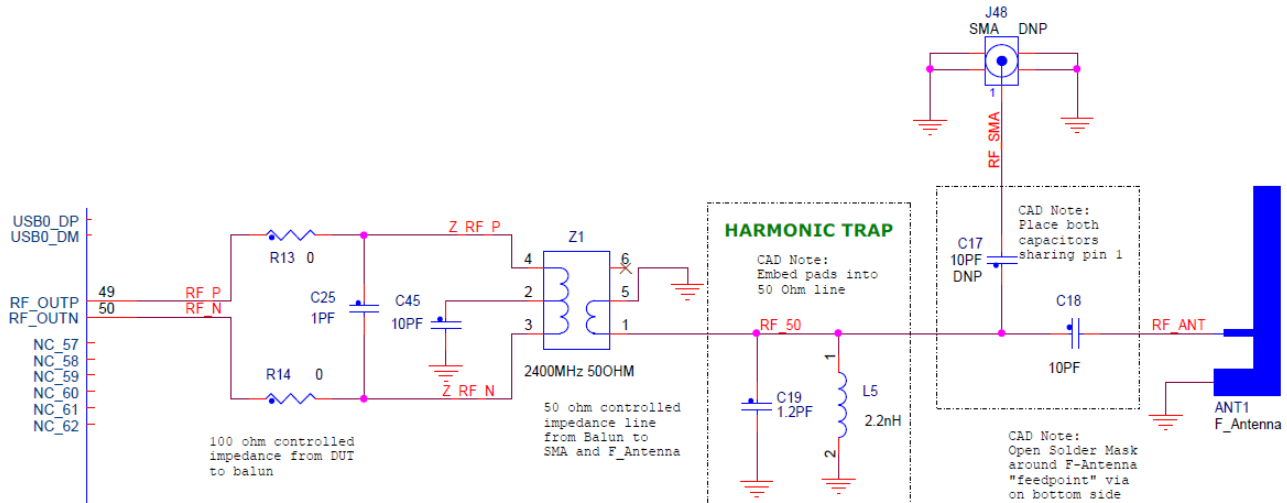 J48
SMA DNP
1
RF_SMA
USB0_DP
USB0_DM
RF_OUTP
RF_OUTN
NC_57
NC_58
NC_59
NC_60
NC_61
NC_62
49
50
RF_P
RF_N
R13 0
R14 0
C25
1PF
C45
10PF
Z_RF_P
Z_RF_N
Z1
4
2
3
6
5
1
2400MHz 50OHM
100 ohm controlled
impedance from DUT
to balun
50 ohm controlled
impedance line
from Balun to
SMA and F_Antenna
HARMONIC TRAP
CAD Note:
Embed pads into
50 Ohm line
RF_50
C19
1.2PF
1
L5
2.2nH
2
CAD Note:
Place both
capacitors
sharing pin 1
C17
10PF
DNP
C18
10PF
RF_ANT
CAD Note:
Open Solder Mask
around F-Antenna
"feedpoint" via
on bottom side
ANT1
F_Antenna